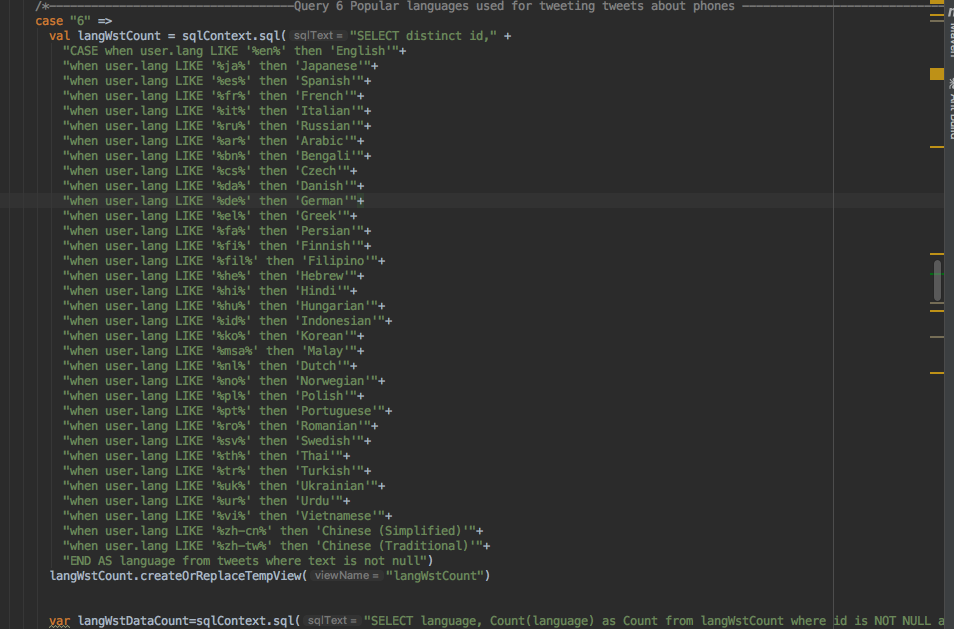 /*————————————————Query 6 Popular languages used for tweeting tweets about phones ————————————————
case "6" =>
val langWstCount = sqlContext.sql( sqlText = "SELECT distinct id," +
"CASE when user.lang LIKE '%en%' then 'English'"+
"when user.lang LIKE '%ja%' then 'Japanese'"+
"when user.lang LIKE '%es%' then 'Spanish'"+
"when user.lang LIKE '%fr%' then 'French'"+
"when user.lang LIKE '%it%' then 'Italian'"+
"when user.lang LIKE '%ru%' then 'Russian'"+
"when user.lang LIKE '%ar%' then 'Arabic'"+
"when user.lang LIKE '%bn%' then 'Bengali'"+
"when user.lang LIKE '%cs%' then 'Czech'"+
"when user.lang LIKE '%da%' then 'Danish'"+
"when user.lang LIKE '%de%' then 'German'"+
"when user.lang LIKE '%el%' then 'Greek'"+
"when user.lang LIKE '%fa%' then 'Persian'"+
"when user.lang LIKE '%fi%' then 'Finnish'"+
"when user.lang LIKE '%fil%' then 'Filipino'"+
"when user.lang LIKE '%he%' then 'Hebrew'"+
"when user.lang LIKE '%hi%' then 'Hindi'"+
"when user.lang LIKE '%hu%' then 'Hungarian'"+
"when user.lang LIKE '%id%' then 'Indonesian'"+
"when user.lang LIKE '%ko%' then 'Korean'"+
"when user.lang LIKE '%msa%' then 'Malay'"+
"when user.lang LIKE '%nl%' then 'Dutch'"+
"when user.lang LIKE '%no%' then 'Norwegian'"+
"when user.lang LIKE '%pl%' then 'Polish'"+
"when user.lang LIKE '%pt%' then 'Portuguese'"+
"when user.lang LIKE '%ro%' then 'Romanian'"+
"when user.lang LIKE '%sv%' then 'Swedish'"+
"when user.lang LIKE '%th%' then 'Thai'"+
"when user.lang LIKE '%tr%' then 'Turkish'"+
"when user.lang LIKE '%uk%' then 'Ukrainian'"+
"when user.lang LIKE '%ur%' then 'Urdu'"+
"when user.lang LIKE '%vi%' then 'Vietnamese'"+
"when user.lang LIKE '%zh-cn%' then 'Chinese (Simplified)'"+
"when user.lang LIKE '%zh-tw%' then 'Chinese (Traditional)'"+
"END AS language from tweets where text is not null")
langWstCount.createOrReplaceTempView( viewName = "langWstCount")
var langWstDataCount=sqlContext.sql( sqlText = "SELECT language, Count(language) as Count from langWstCount where id is NOT NULL a